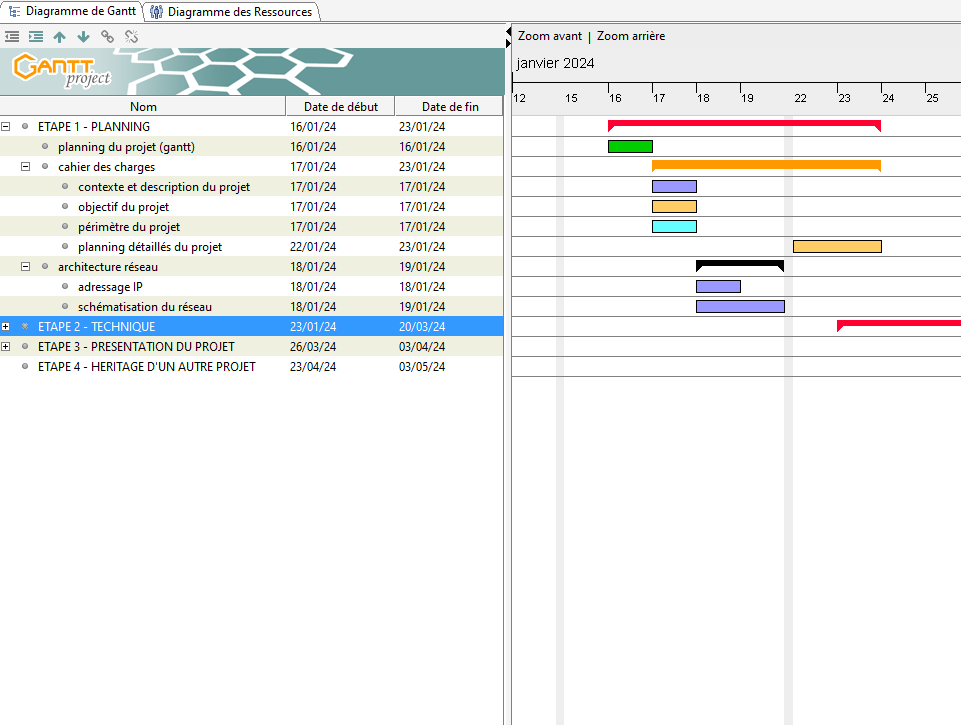 Diagramme de Gantt Diagramme des Ressources
Zoom avant | Zoom arrière
GANTT project
janvier 2024
Nom Date de début Date de fin 12 15 16 17 18 19 22 23 24 25
ETAPE 1 - PLANNING 16/01/24 23/01/24
planning du projet (gantt) 16/01/24 16/01/24
cahier des charges 17/01/24 23/01/24
contexte et description du projet 17/01/24 17/01/24
objectif du projet 17/01/24 17/01/24
périmètre du projet 17/01/24 17/01/24
planning détaillés du projet 22/01/24 23/01/24
architecture réseau 18/01/24 19/01/24
adressage IP 18/01/24 18/01/24
schématisation du réseau 18/01/24 19/01/24
ETAPE 2 - TECHNIQUE 23/01/24 20/03/24
ETAPE 3 - PRESENTATION DU PROJET 26/03/24 03/04/24
ETAPE 4 - HERITAGE D'UN AUTRE PROJET 23/04/24 03/05/24